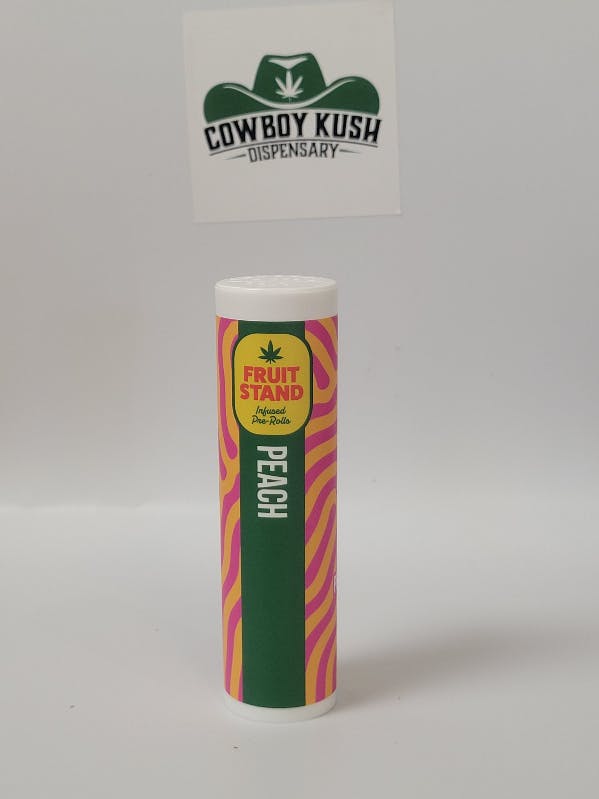 COWBOY KUSH
DISPENSARY
FRUIT
STAND
Infused
Pre-Rolls
PEACH